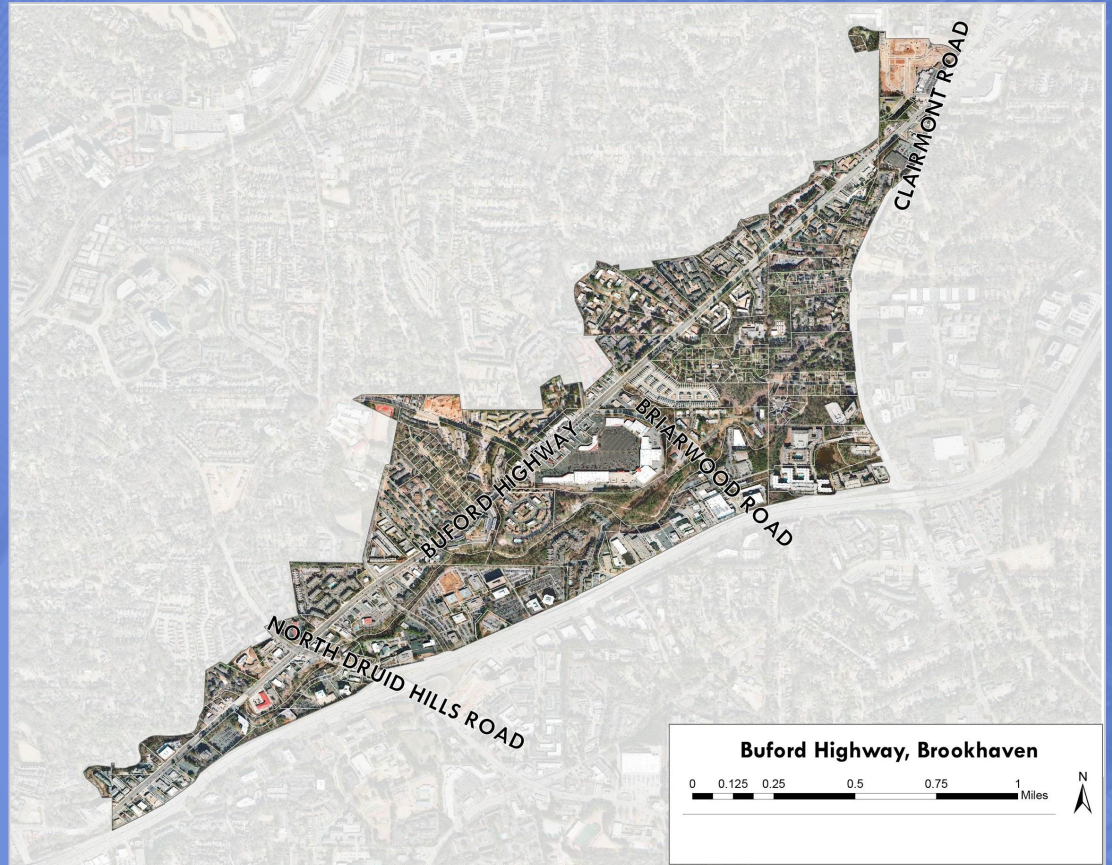 CLAIRMONT ROAD
BRIARWOOD ROAD
BUFORD HIGHWAY
NORTH DRUID HILLS ROAD
Buford Highway, Brookhaven
0 0.125 0.25 0.5 0.75 1
Miles
N